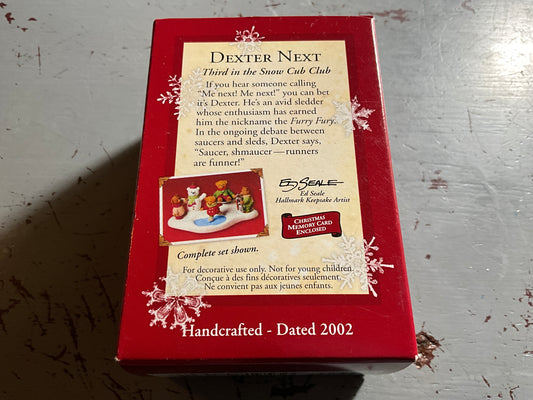 DEXTER NEXT
Third in the Snow Cub Club
If you hear someone calling
"Me next! Me next!" you can bet
it's Dexter. He's an avid sledder
whose enthusiasm has earned
him the nickname the Furry Fury.
In the ongoing debate between
saucers and sleds, Dexter says,
"Saucer, shmaucer—runners
are funner!"
ED SEALE
Ed Seale
Hallmark Keepsake Artist
CHRISTMAS
MEMORY CARD
ENCLOSED
Complete set shown.
For decorative use only. Not for young children.
Conçue à des fins décoratives seulement.
Ne convient pas aux jeunes enfants.
Handcrafted - Dated 2002